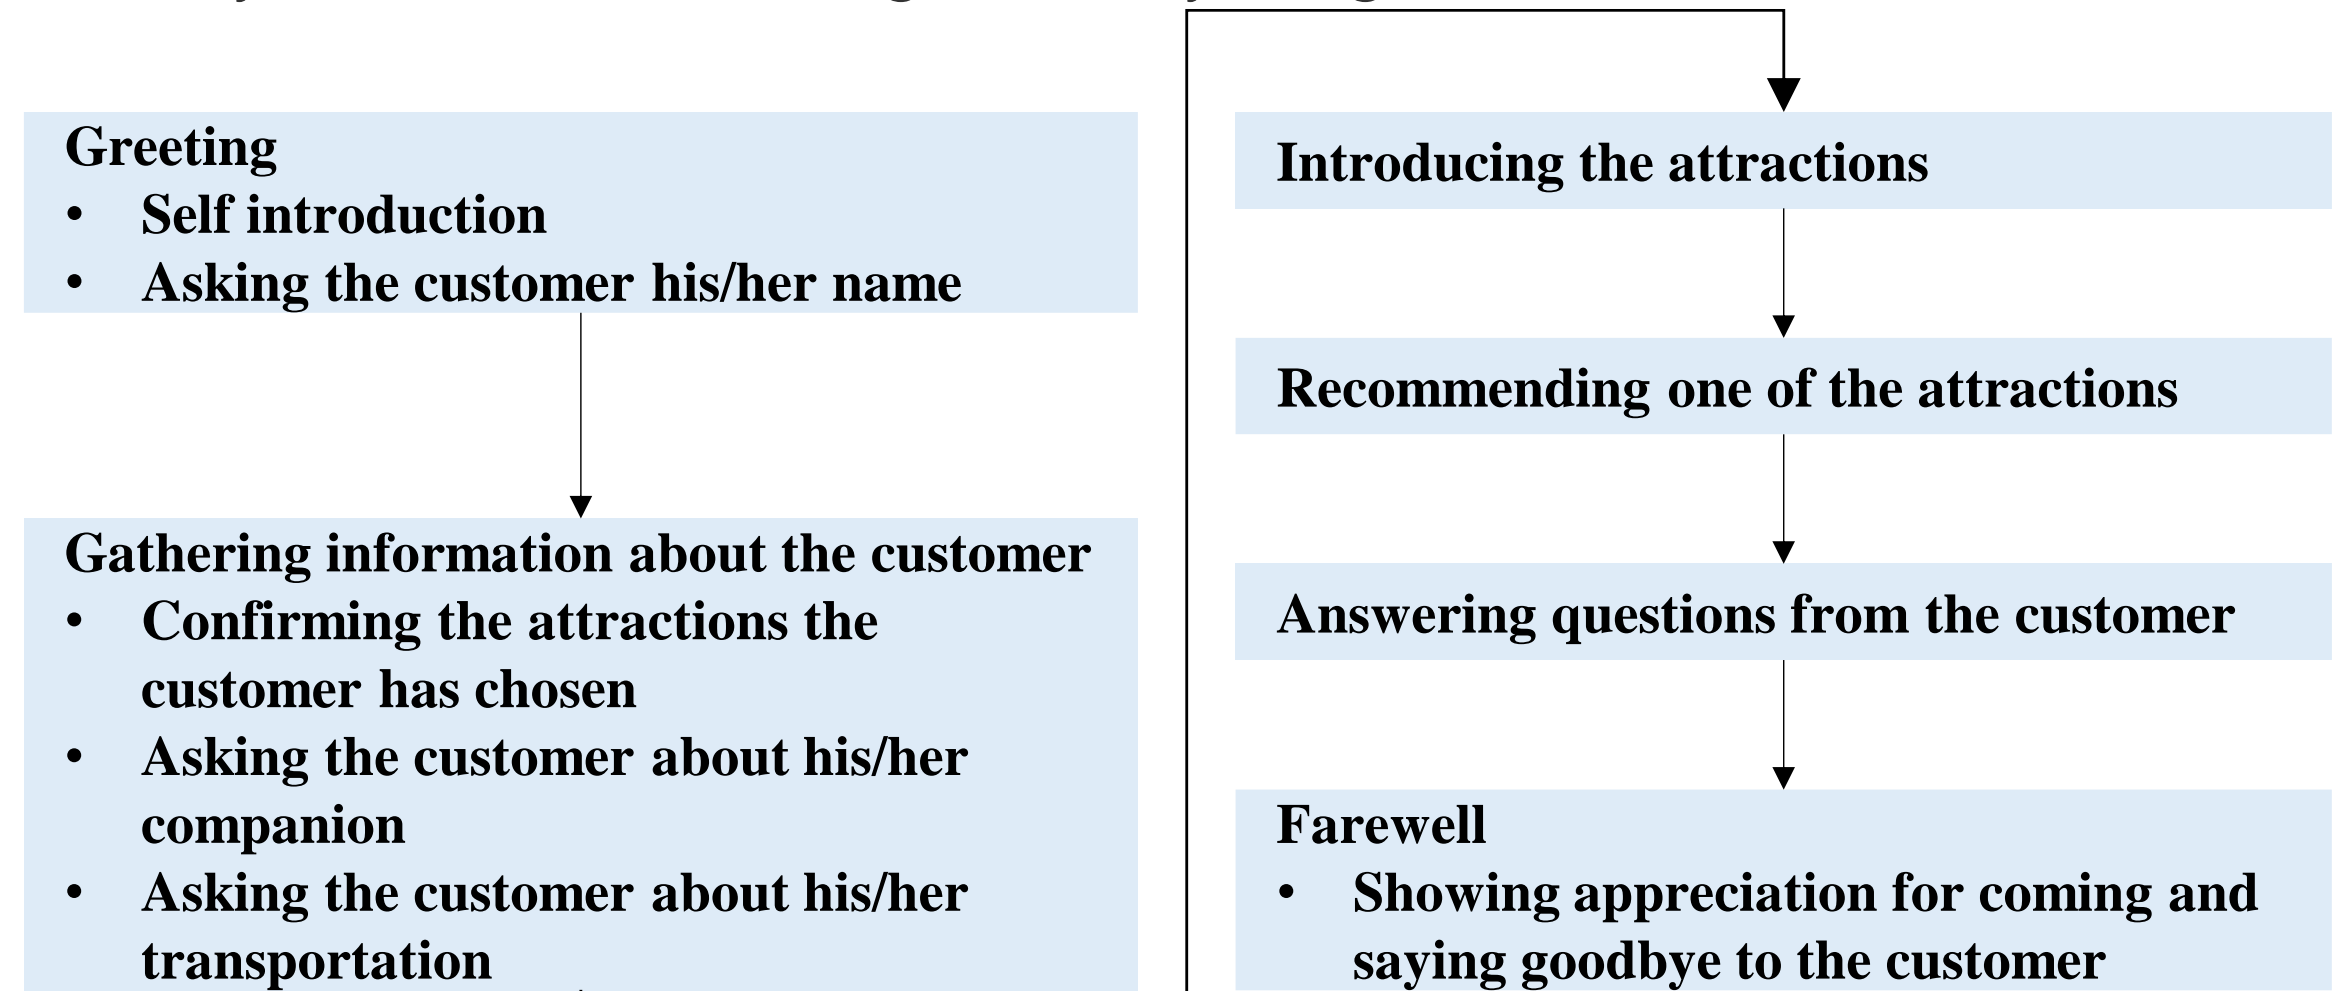 Greeting
• Self introduction
• Asking the customer his/her name
Gathering information about the customer
• Confirming the attractions the
customer has chosen
• Asking the customer about his/her
companion
• Asking the customer about his/her
transportation
Introducing the attractions
Recommending one of the attractions
Answering questions from the customer
Farewell
• Showing appreciation for coming and
saying goodbye to the customer